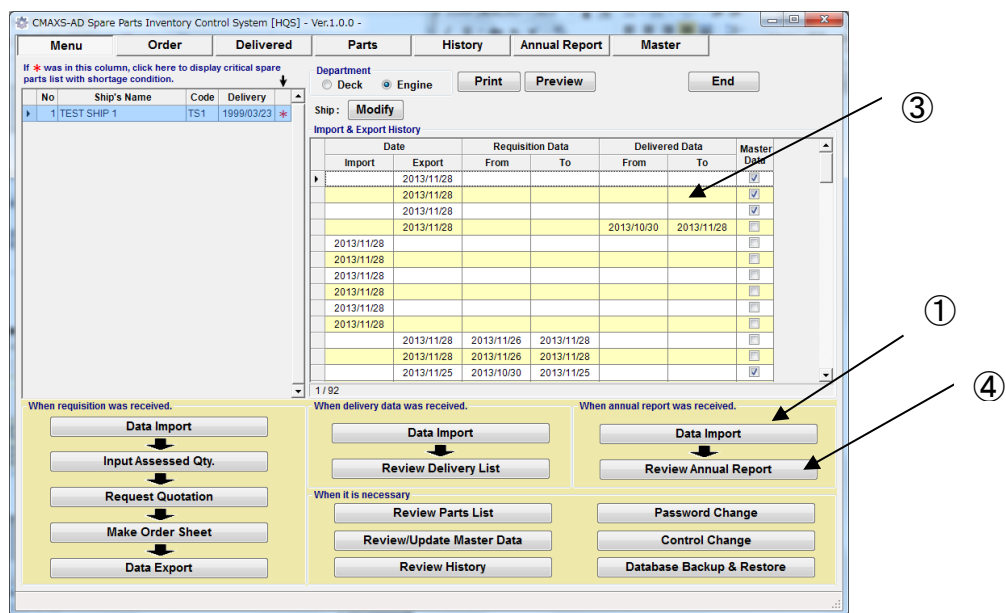 CMAXS-AD Spare Parts Inventory Control System [HQS] - Ver.1.0.0 -
Menu Order Delivered Parts History Annual Report Master
If * was in this column, click here to display critical spare
parts list with shortage condition.
No Ship's Name Code Delivery
1 TEST SHIP 1 TS1 1999/03/23 *
Department
Deck Engine Print Preview End
Ship : Modify
Import & Export History
Date Requisition Data Delivered Data Master
Import Export From To From To Data
2013/11/28
2013/11/28
2013/11/28
2013/11/28 2013/10/30 2013/11/28
2013/11/28
2013/11/28
2013/11/28
2013/11/28
2013/11/28
2013/11/28
2013/11/28 2013/11/26 2013/11/28
2013/11/28 2013/11/26 2013/11/28
2013/11/25 2013/10/30 2013/11/25
1 / 92
③
①
④
When requisition was received.
Data Import
Input Assessed Qty.
Request Quotation
Make Order Sheet
Data Export
When delivery data was received.
Data Import
Review Delivery List
When annual report was received.
Data Import
Review Annual Report
When it is necessary
Review Parts List Password Change
Review/Update Master Data Control Change
Review History Database Backup & Restore